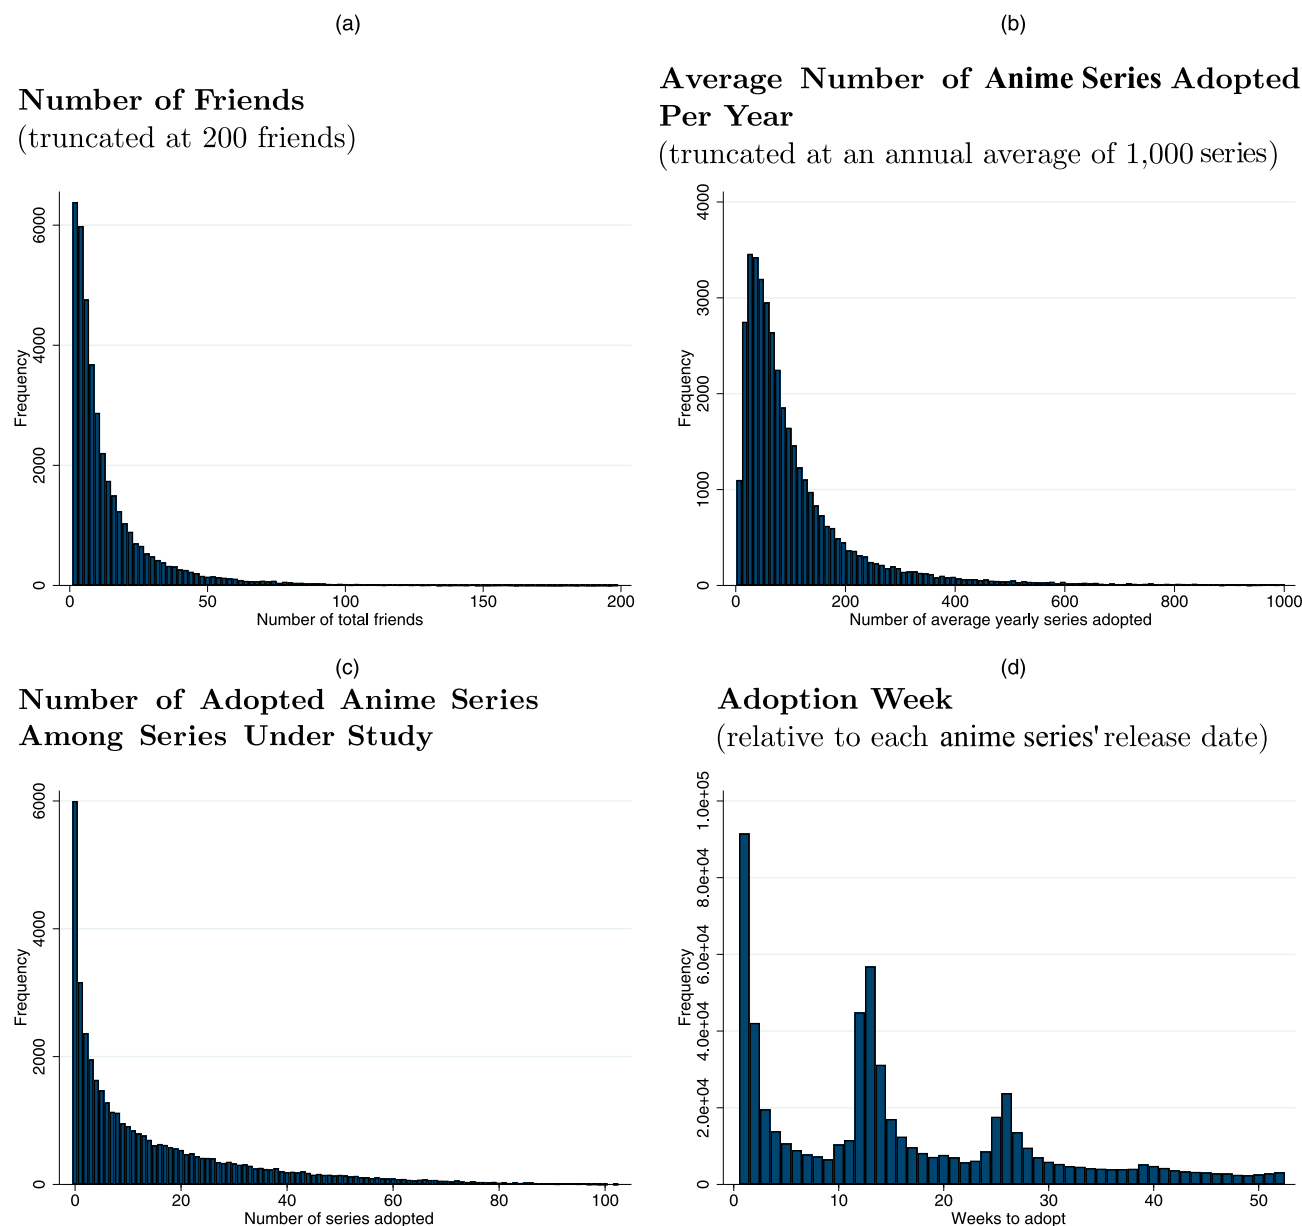 (a)
Number of Friends
(truncated at 200 friends)
6000
4000
2000
0
Frequency
0 50 100 150 200
Number of total friends
(b)
Average Number of Anime Series Adopted
Per Year
(truncated at an annual average of 1,000 series)
4000
3000
2000
1000
0
Frequency
0 200 400 600 800 1000
Number of average yearly series adopted
(c)
Number of Adopted Anime Series
Among Series Under Study
6000
4000
2000
0
Frequency
0 20 40 60 80 100
Number of series adopted
(d)
Adoption Week
(relative to each anime series' release date)
1.0e+05
8.0e+04
6.0e+04
4.0e+04
2.0e+04
0
Frequency
0 10 20 30 40 50
Weeks to adopt